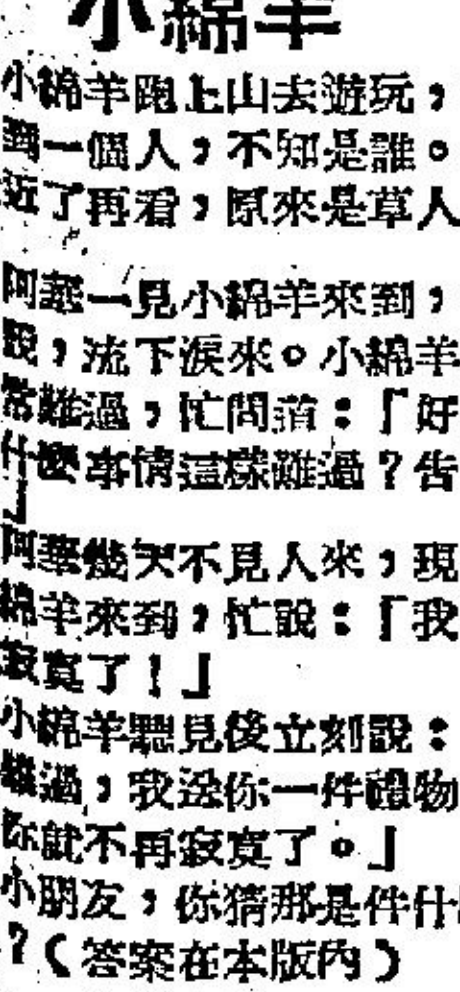 小綿羊
小綿羊跑上山去遊玩，
到一個人，不知是誰。
近了再看，原來是草人
阿華一見小綿羊來到，
說，流下淚來。小綿羊
常難過，忙問道：「好
什麼事情這樣難過？告
」
阿華幾天不見人來，現
綿羊來到，忙說：「我
寂寞了！」
小綿羊聽見後立刻說：
難過，我送你一件禮物
你就不再寂寞了。」
小朋友，你猜那是件什
？（答案在本版內）